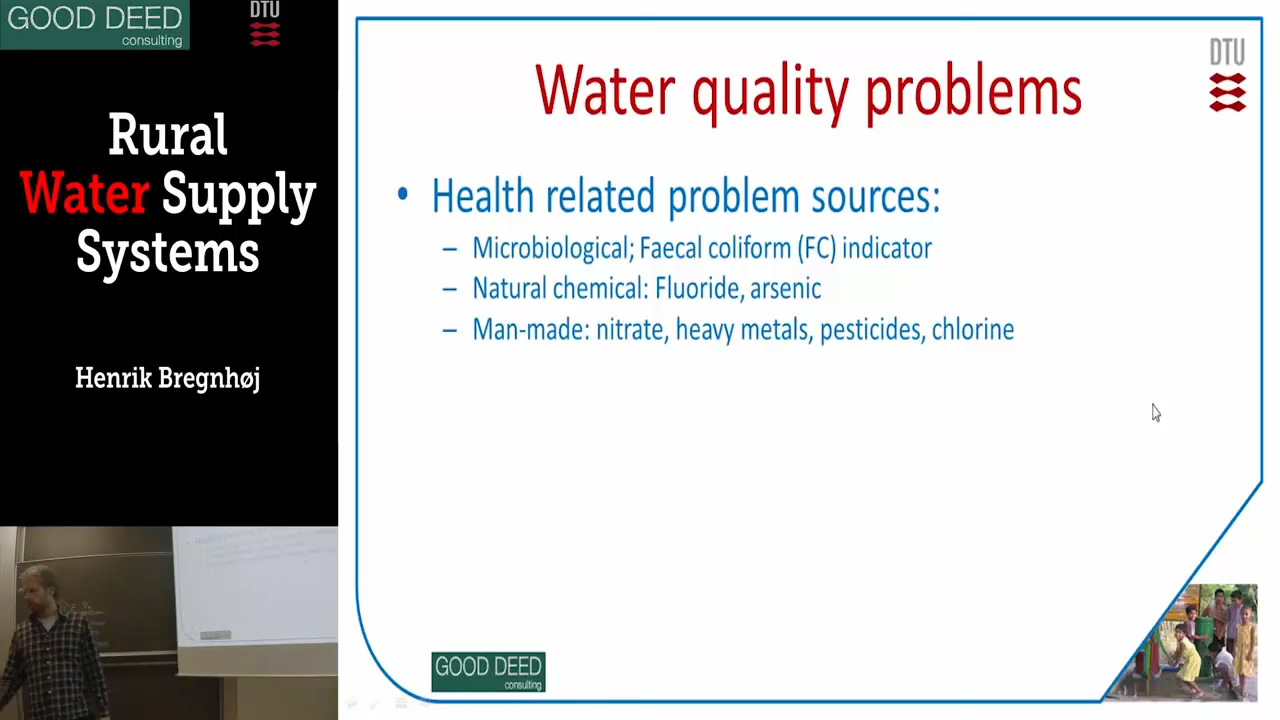 GOOD DEED
consulting
DTU
Rural
Water Supply
Systems
Henrik Bregnhøj
Water quality problems
DTU
• Health related problem sources:
– Microbiological; Faecal coliform (FC) indicator
– Natural chemical: Fluoride, arsenic
– Man-made: nitrate, heavy metals, pesticides, chlorine
GOOD DEED
consulting